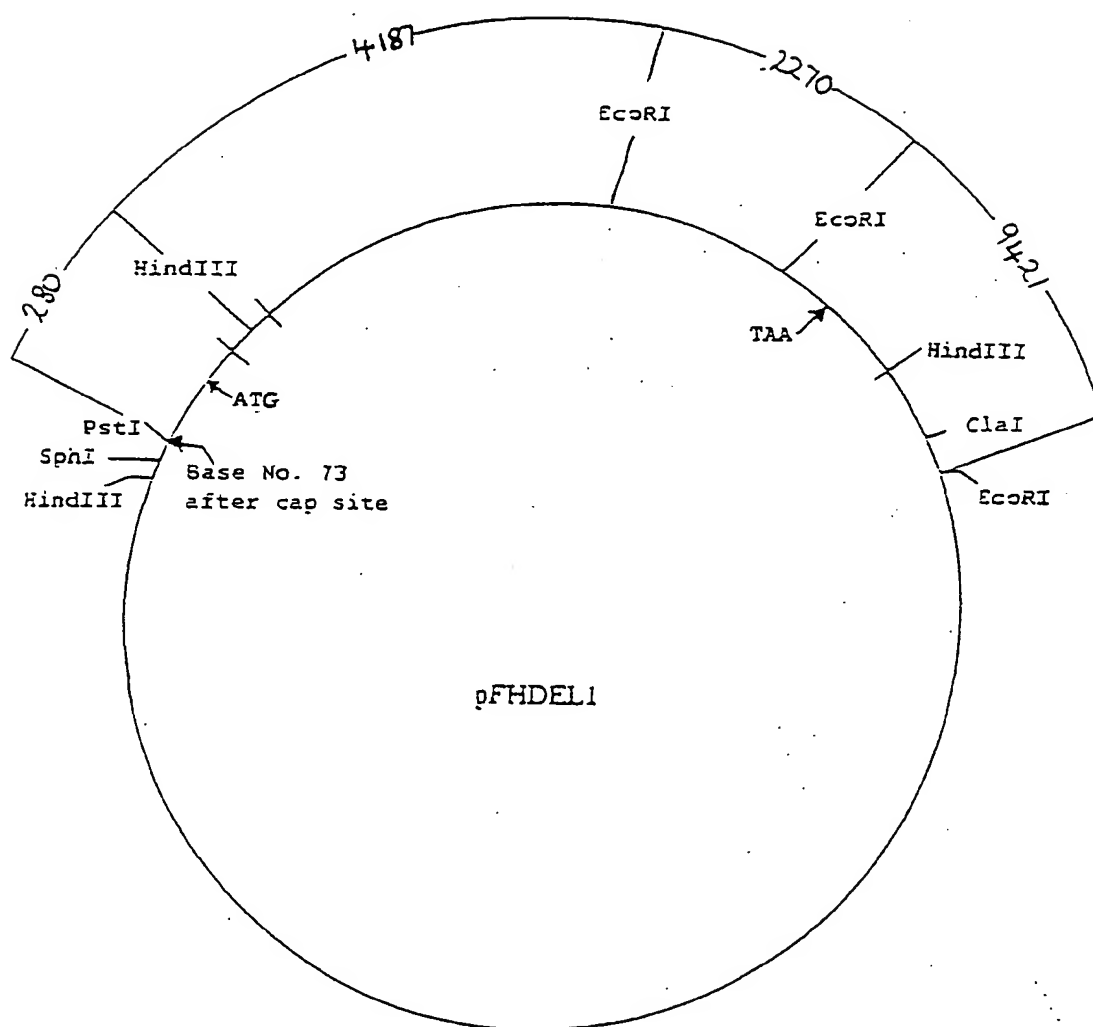 4187
2270
EcoRI
EcoRI
HindIII
280
9421
TAA
HindIII
ATG
PstI
ClaI
SphI
Base No. 73
after cap site
HindIII
EcoRI
pFHDEL1